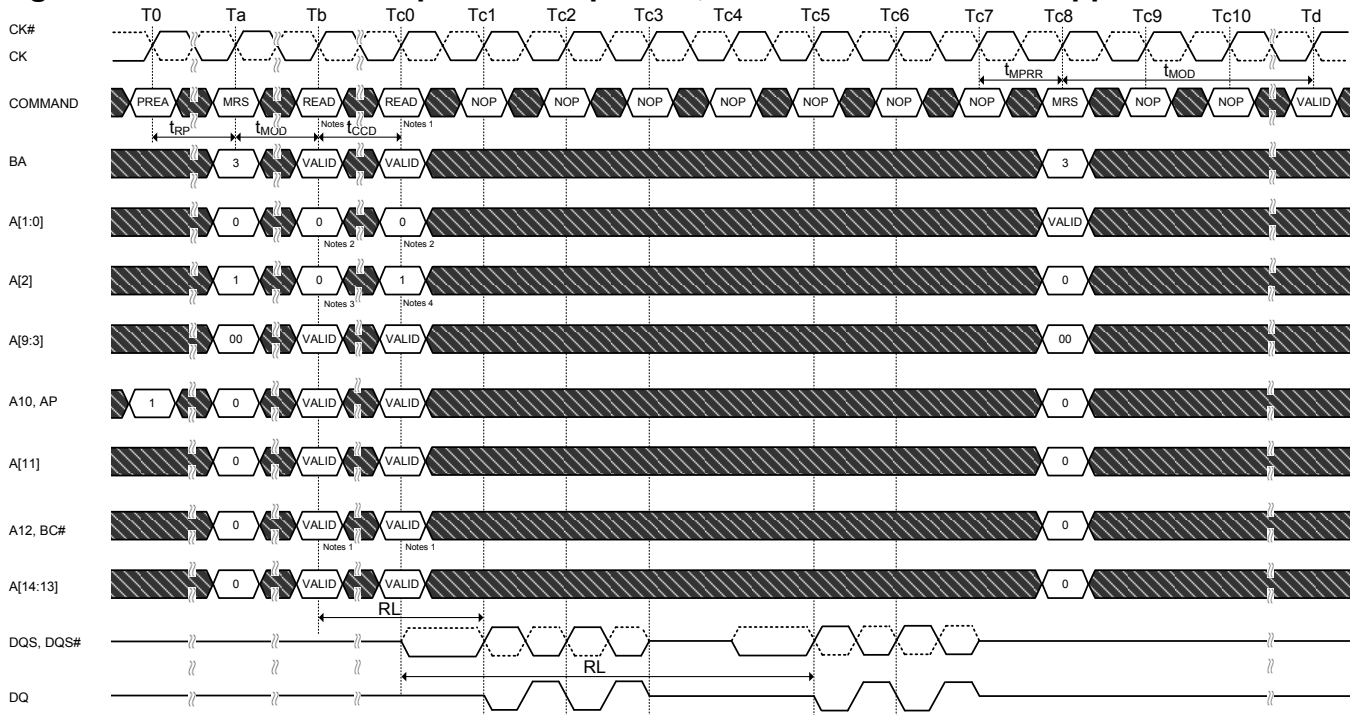 T0 Ta Tb Tc0 Tc1 Tc2 Tc3 Tc4 Tc5 Tc6 Tc7 Tc8 Tc9 Tc10 Td
CK#
CK
tMPRR tMOD
COMMAND PREA MRS READ READ NOP NOP NOP NOP NOP NOP NOP MRS NOP NOP VALID
Notes 1 Notes 1
tRP tMOD tCCD
BA 3 VALID VALID 3
A[1:0] 0 0 0 VALID
Notes 2 Notes 2
A[2] 1 0 1 0
Notes 3 Notes 4
A[9:3] 00 VALID VALID 00
A10, AP 1 0 VALID VALID 0
A[11] 0 VALID VALID 0
A12, BC# 0 VALID VALID 0
Notes 1 Notes 1
A[14:13] 0 VALID VALID 0
RL
DQS, DQS#
RL
DQ